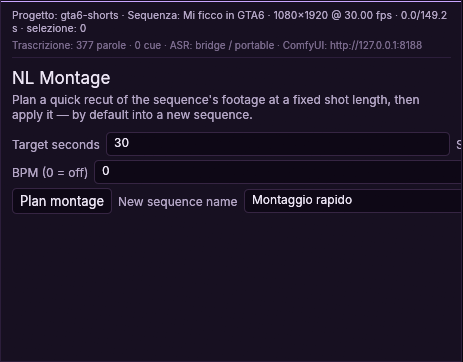 Progetto: gta6-shorts · Sequenza: Mi ficco in GTA6 · 1080×1920 @ 30.00 fps · 0.0/149.2
s · selezione: 0
Trascrizione: 377 parole · 0 cue · ASR: bridge / portable · ComfyUI: http://127.0.0.1:8188
NL Montage
Plan a quick recut of the sequence's footage at a fixed shot length, then
apply it — by default into a new sequence.
Target seconds 30 S
BPM (0 = off) 0
Plan montage New sequence name Montaggio rapido